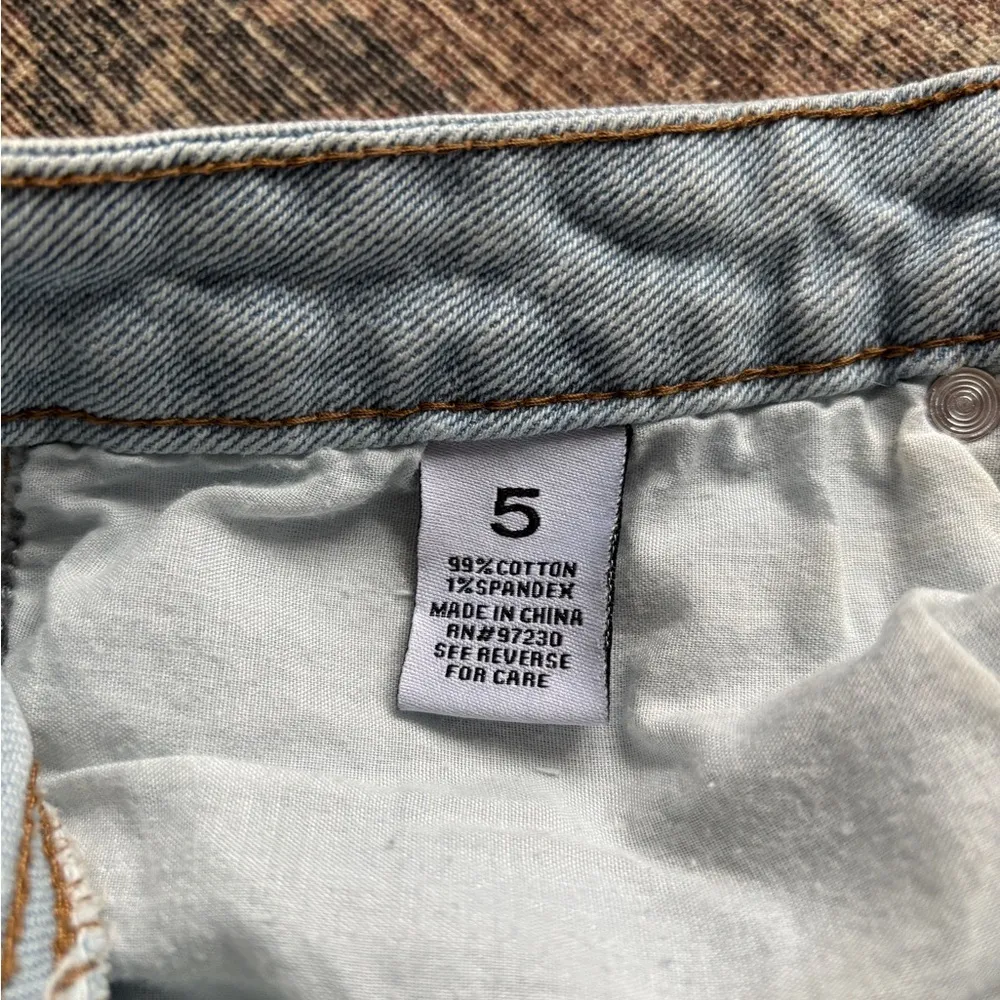 5
99%COTTON
1%SPANDEX
MADE IN CHINA
RN#97230
SEE REVERSE
FOR CARE